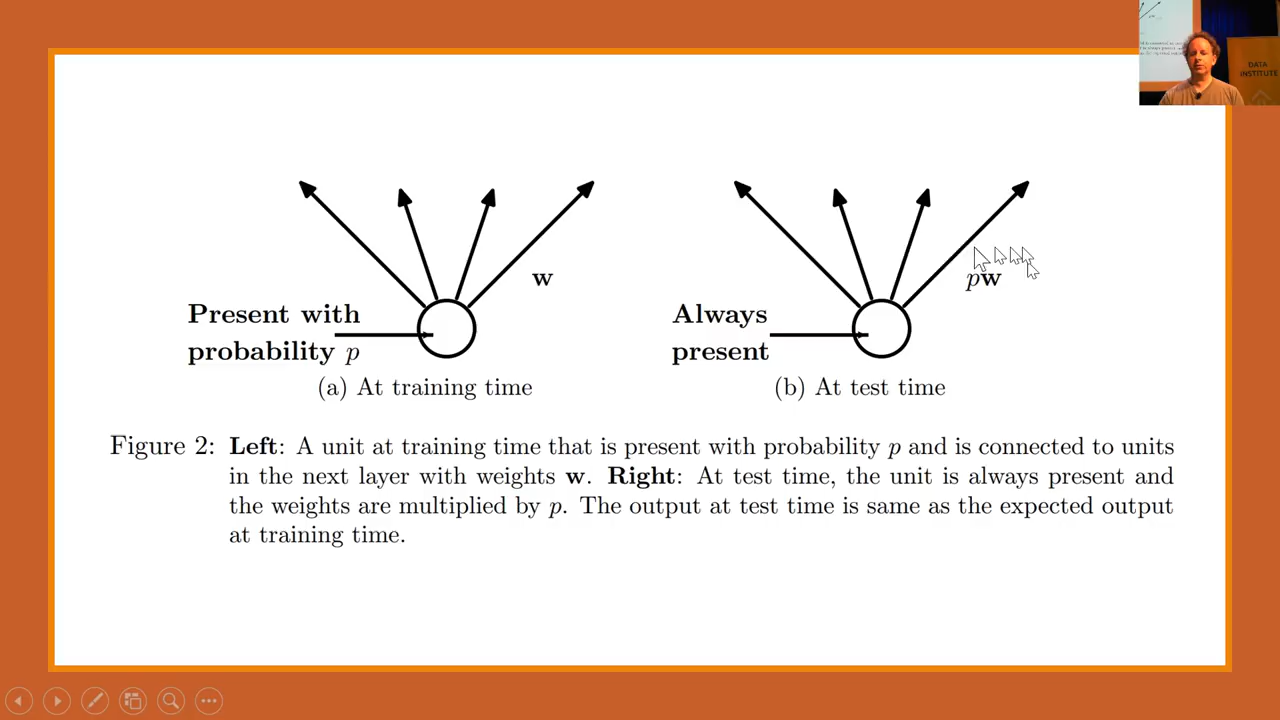 DATA
INSTITUTE
w
pw
Present with
probability p
Always
present
(a) At training time
(b) At test time
Figure 2: Left: A unit at training time that is present with probability p and is connected to units
in the next layer with weights w. Right: At test time, the unit is always present and
the weights are multiplied by p. The output at test time is same as the expected output
at training time.